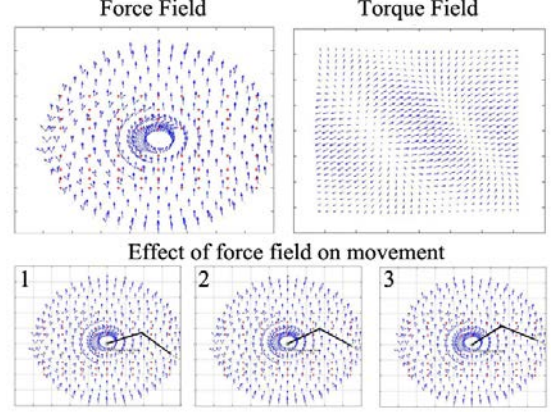 Force Field
Torque Field
Effect of force field on movement
1
2
3